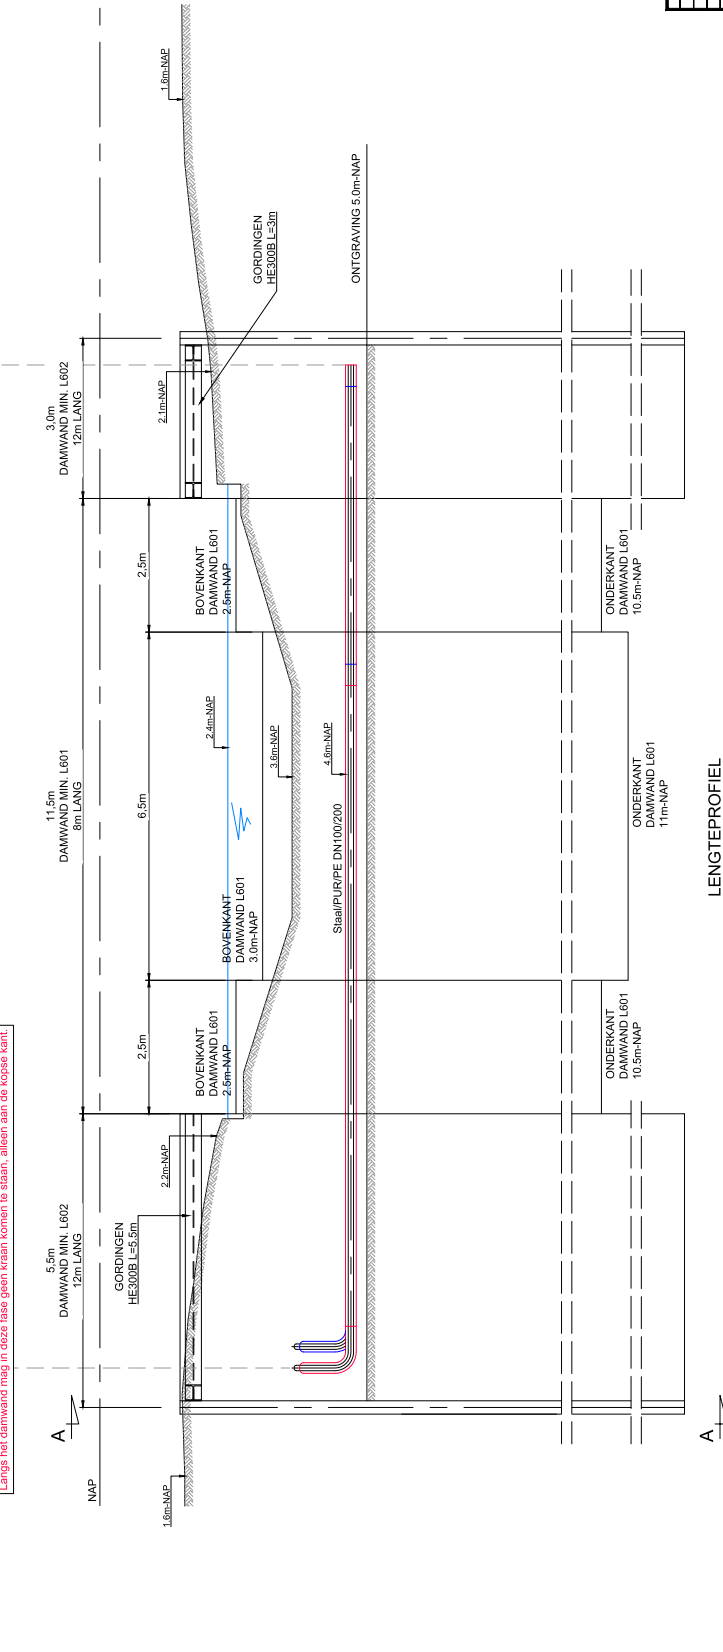 Langs het damwand mag in deze fase geen kraan komen te staan, alleen aan de kopse kant.
A
NAP
1.6m-NAP
5,5m
DAMWAND MIN. L602
12m LANG
11,5m
DAMWAND MIN. L601
8m LANG
3,0m
DAMWAND MIN. L602
12m LANG
GORDINGEN
HE300B L=5.5m
2,5m
6,5m
2,5m
2.2m-NAP
2.1m-NAP
1.6m-NAP
BOVENKANT
DAMWAND L601
2.5m-NAP
BOVENKANT
DAMWAND L601
3.0m-NAP
2.4m-NAP
BOVENKANT
DAMWAND L601
2.5m-NAP
GORDINGEN
HE300B L=3m
3.6m-NAP
Staal/PUR/PE DN100/200
4.6m-NAP
ONTGRAVING 5.0m-NAP
ONDERKANT
DAMWAND L601
10.5m-NAP
ONDERKANT
DAMWAND L601
11m-NAP
ONDERKANT
DAMWAND L601
10.5m-NAP
A
LENGTEPROFIEL